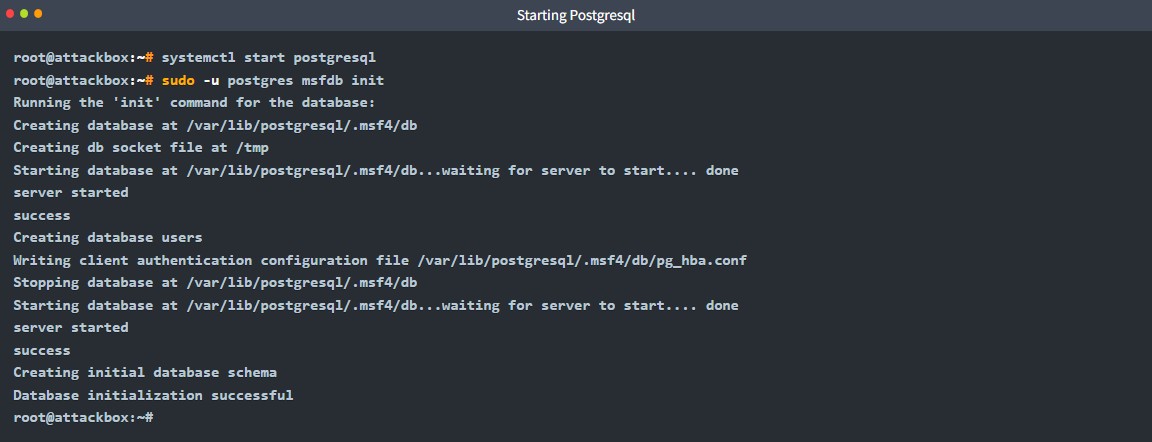 Starting Postgresql
root@attackbox:~# systemctl start postgresql
root@attackbox:~# sudo -u postgres msfdb init
Running the 'init' command for the database:
Creating database at /var/lib/postgresql/.msf4/db
Creating db socket file at /tmp
Starting database at /var/lib/postgresql/.msf4/db...waiting for server to start.... done
server started
success
Creating database users
Writing client authentication configuration file /var/lib/postgresql/.msf4/db/pg_hba.conf
Stopping database at /var/lib/postgresql/.msf4/db
Starting database at /var/lib/postgresql/.msf4/db...waiting for server to start.... done
server started
success
Creating initial database schema
Database initialization successful
root@attackbox:~#